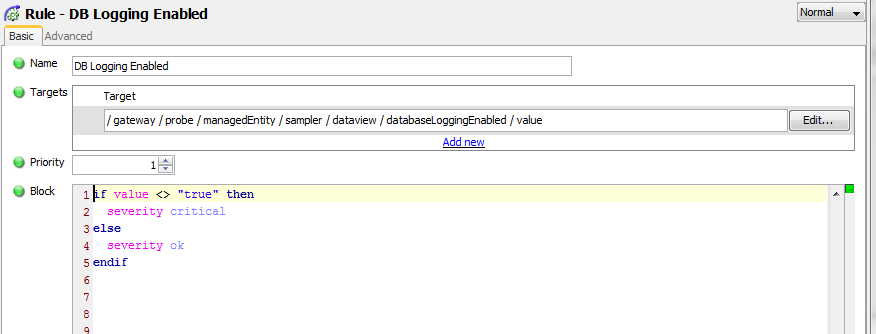 Rule - DB Logging Enabled
Normal
Basic Advanced
Name DB Logging Enabled
Targets Target
/ gateway / probe / managedEntity / sampler / dataview / databaseLoggingEnabled / value Edit...
Add new
Priority 1
Block
1 if value <> "true" then
2 severity critical
3 else
4 severity ok
5 endif
6
7
8
9